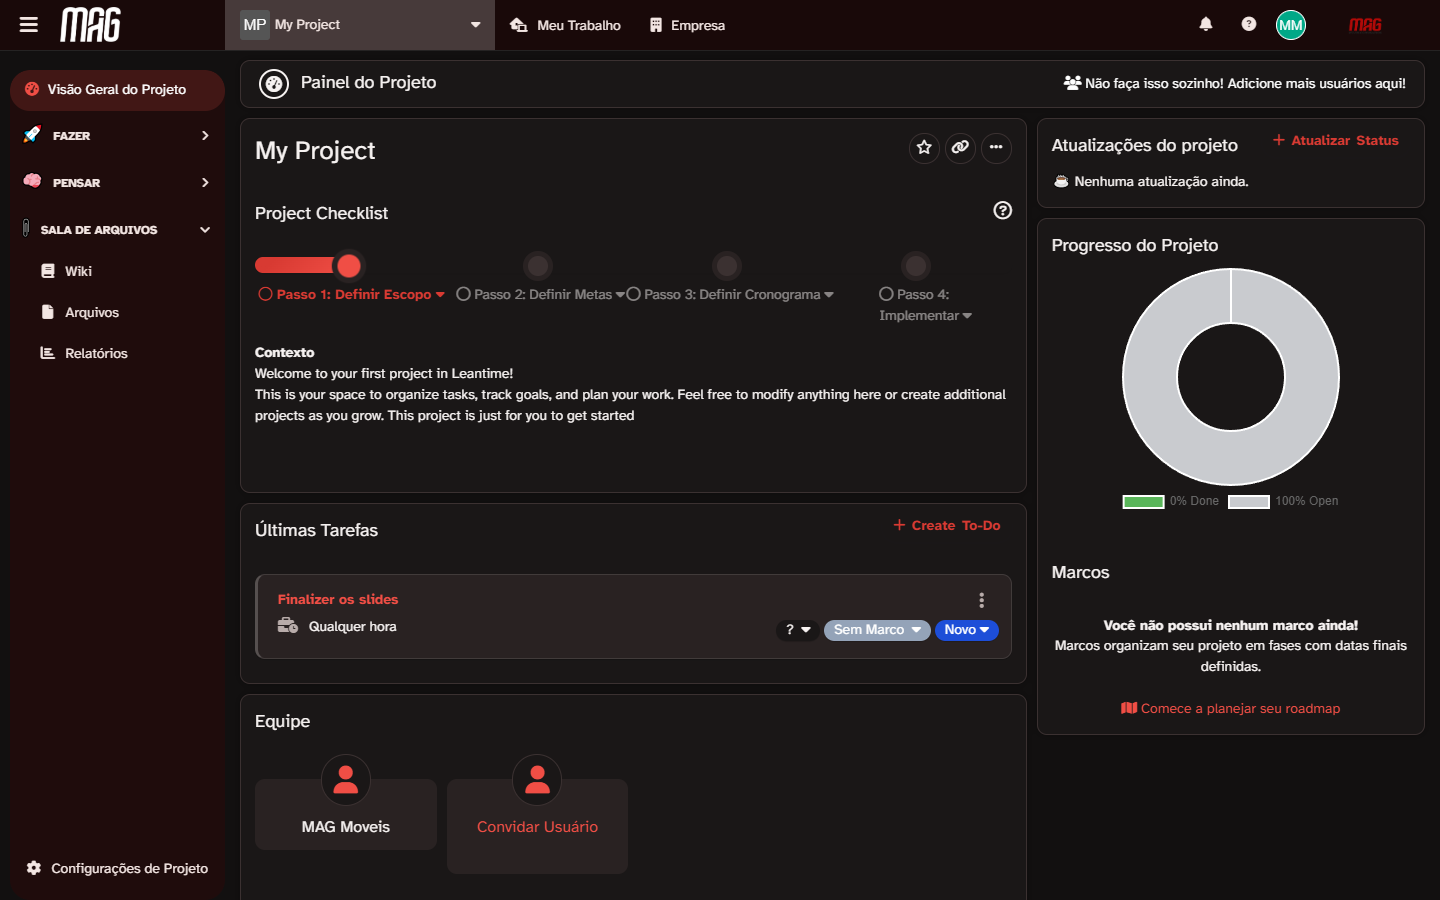 MAG
MP My Project
Meu Trabalho
Empresa
MM
MAG
Visão Geral do Projeto
FAZER
PENSAR
SALA DE ARQUIVOS
Wiki
Arquivos
Relatórios
Configurações de Projeto
Painel do Projeto
Não faça isso sozinho! Adicione mais usuários aqui!
My Project
Project Checklist
Passo 1: Definir Escopo
Passo 2: Definir Metas
Passo 3: Definir Cronograma
Passo 4:
Implementar
Contexto
Welcome to your first project in Leantime!
This is your space to organize tasks, track goals, and plan your work. Feel free to modify anything here or create additional
projects as you grow. This project is just for you to get started
Últimas Tarefas
+ Create To-Do
Finalizer os slides
Qualquer hora
?
Sem Marco
Novo
Equipe
MAG Moveis
Convidar Usuário
Atualizações do projeto
+ Atualizar Status
Nenhuma atualização ainda.
Progresso do Projeto
0% Done
100% Open
Marcos
Você não possui nenhum marco ainda!
Marcos organizam seu projeto em fases com datas finais
definidas.
Comece a planejar seu roadmap